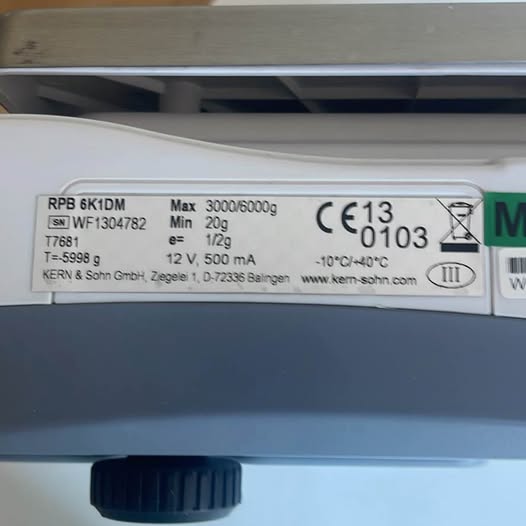 RPB 6K1DM Max 3000/6000g
SN WF1304782 Min 20g
T7681 e= 1/2g
T=-5998 g 12 V, 500 mA -10°C/+40°C
KERN & Sohn GmbH, Ziegelei 1, D-72336 Balingen www.kern-sohn.com
CE 13
0103
III
M
W